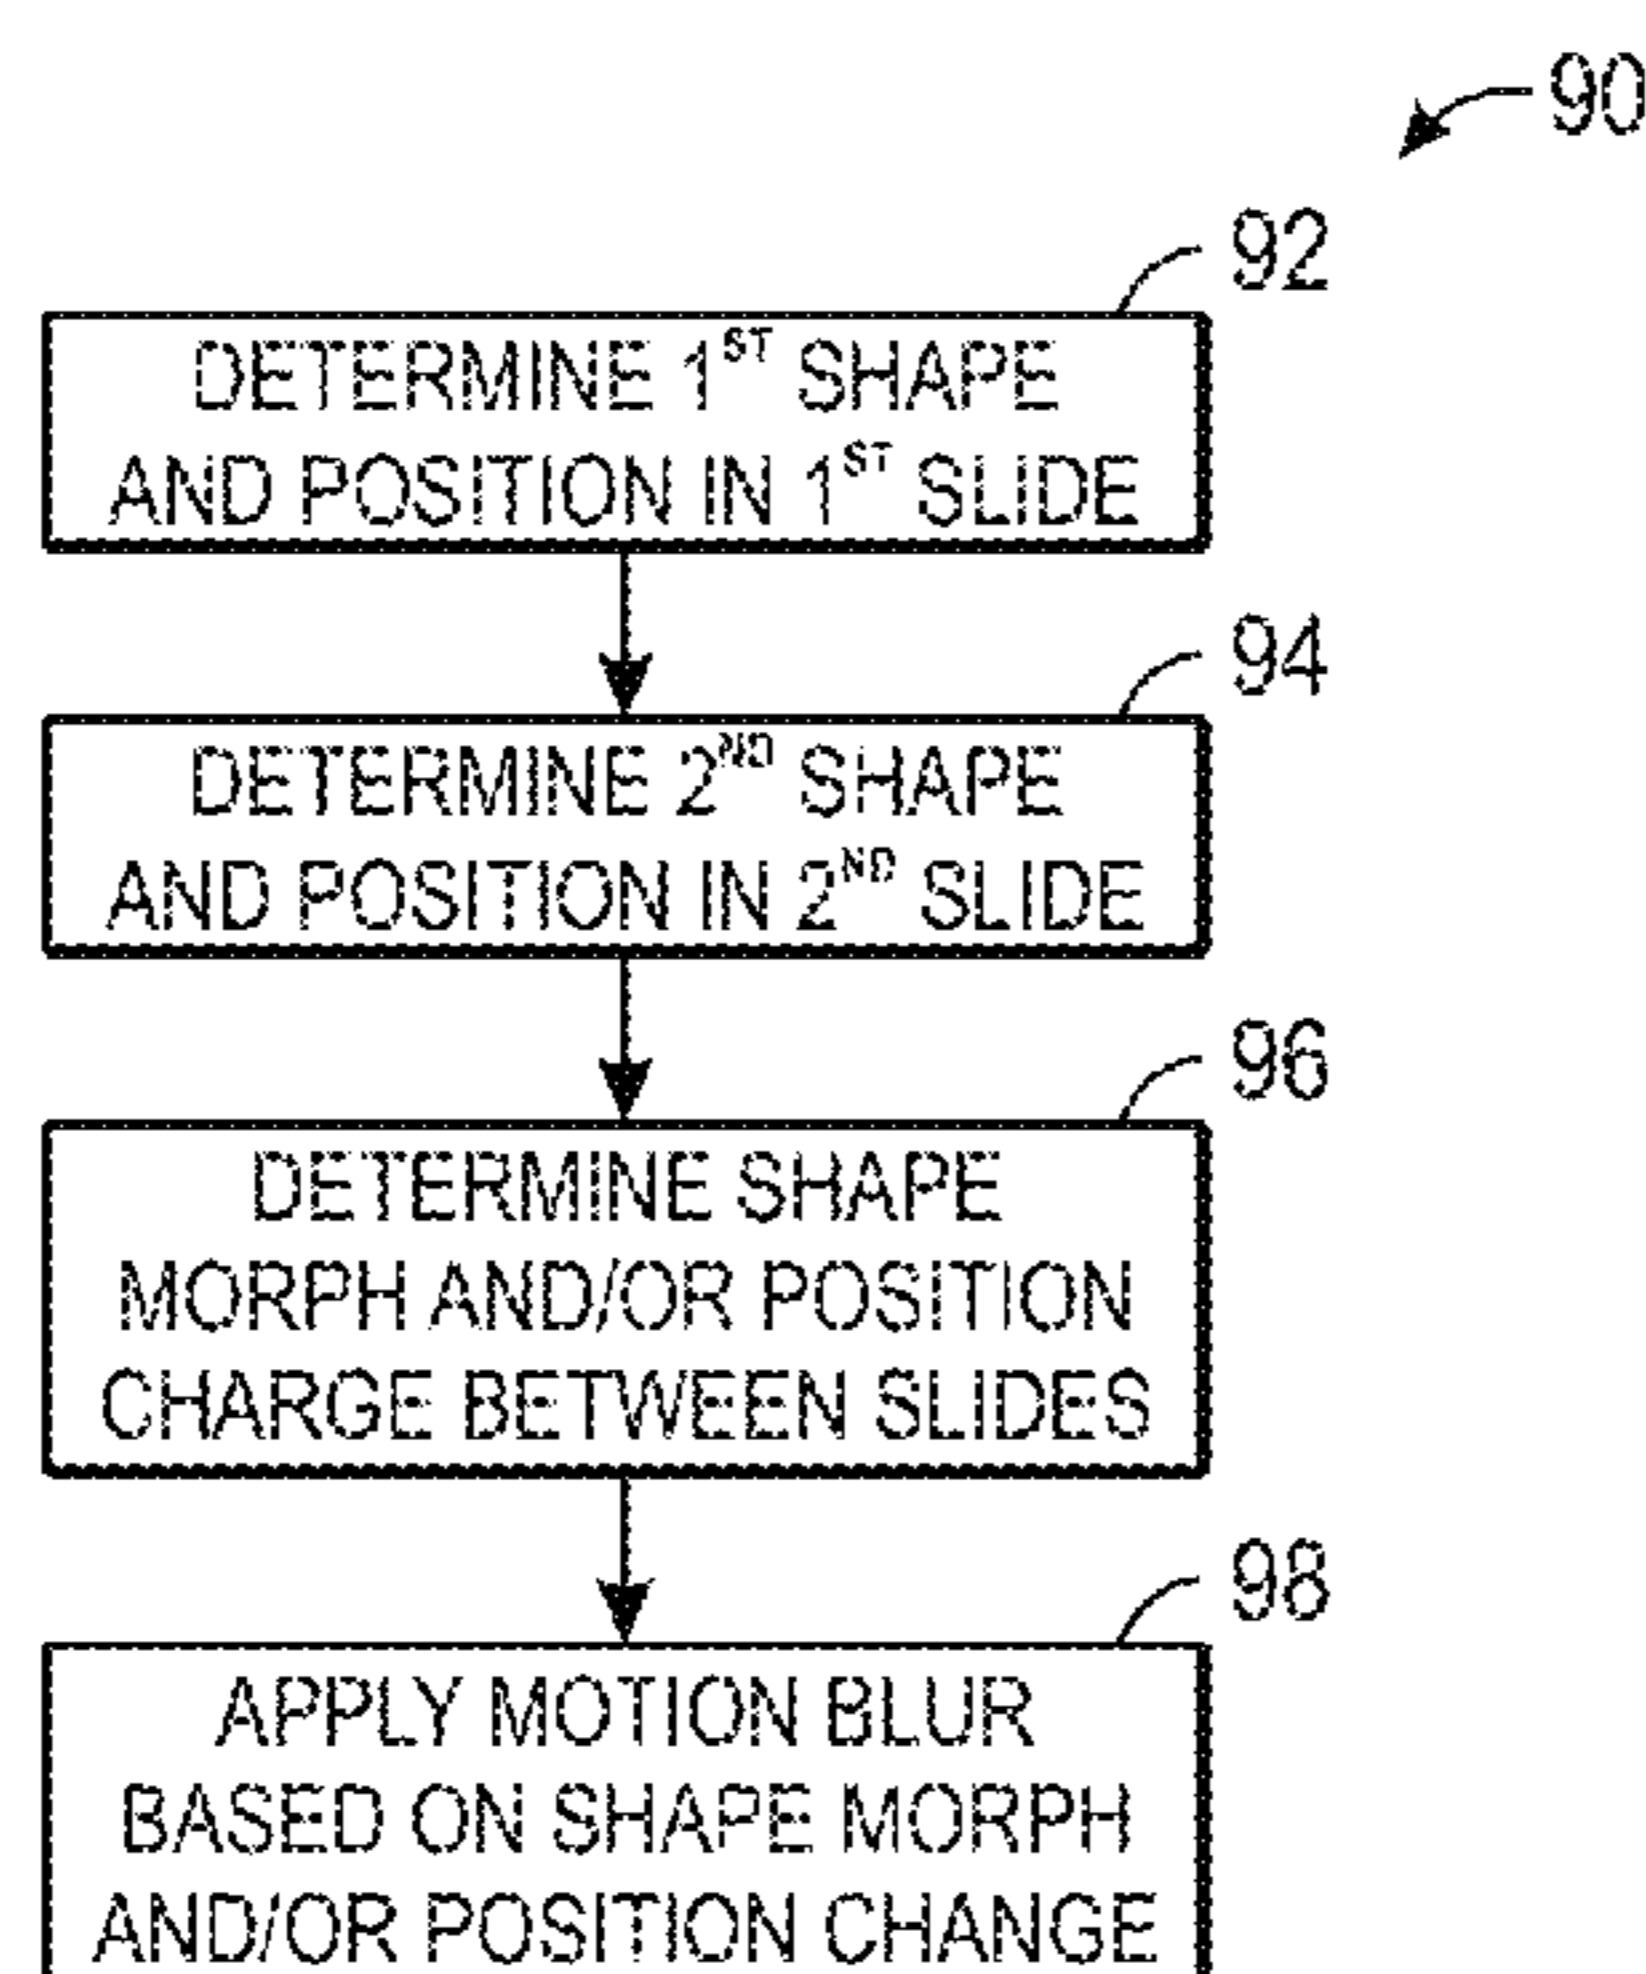 90
92
DETERMINE 1ST SHAPE
AND POSITION IN 1ST SLIDE
94
DETERMINE 2ND SHAPE
AND POSITION IN 2ND SLIDE
96
DETERMINE SHAPE
MORPH AND/OR POSITION
CHARGE BETWEEN SLIDES
98
APPLY MOTION BLUR
BASED ON SHAPE MORPH
AND/OR POSITION CHANGE